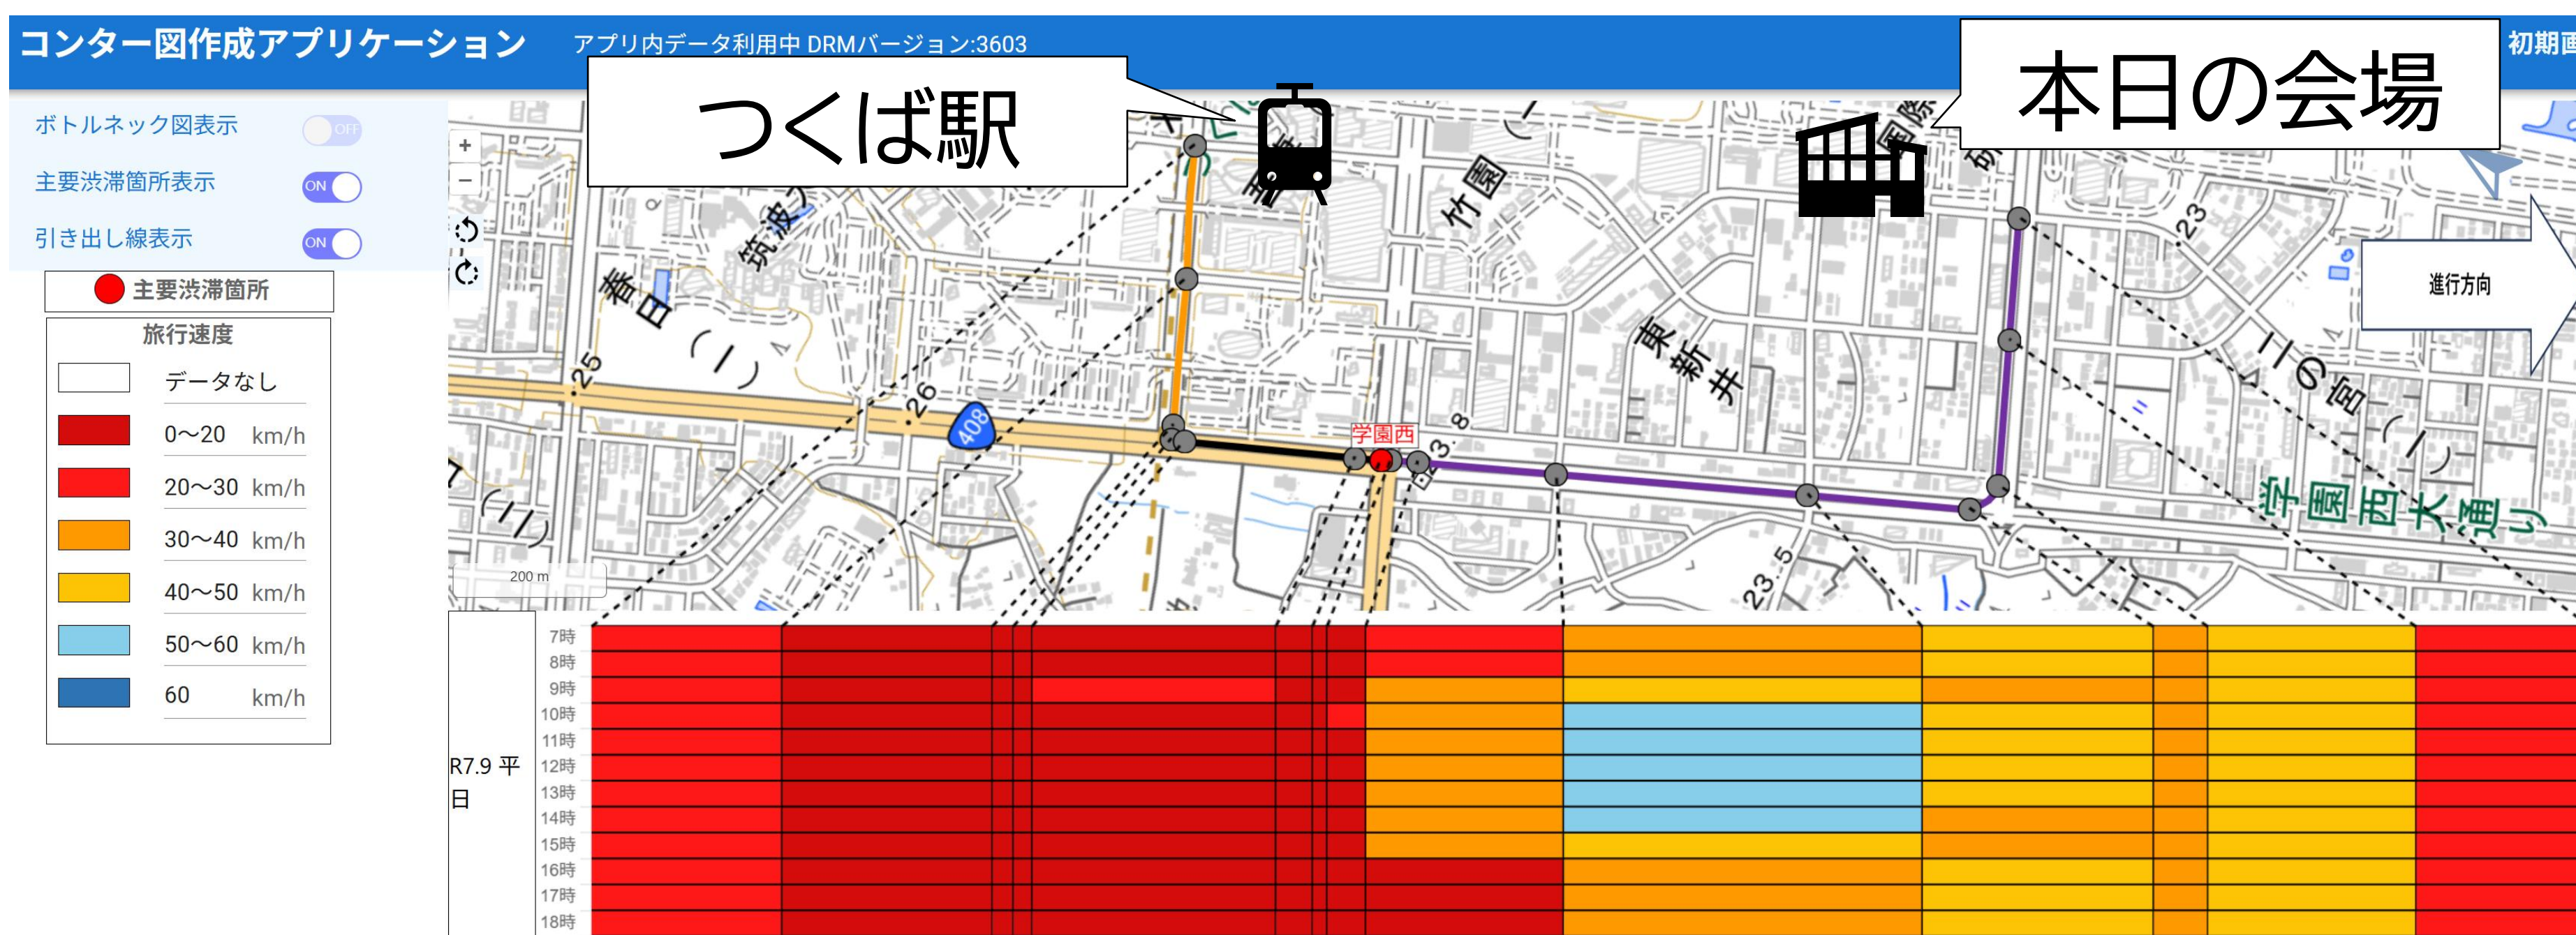 コンター図作成アプリケーション
アプリ内データ利用中 DRMバージョン:3603
初期画
つくば駅
本日の会場
ボトルネック図表示
OFF
主要渋滞箇所表示
ON
引き出し線表示
ON
主要渋滞箇所
旅行速度
データなし
0～20 km/h
20～30 km/h
30～40 km/h
40～50 km/h
50～60 km/h
60 km/h
+
−
春日
(一)
竹園
東新井
二の宮
(一)
(二)
学園西大通り
学園西
進行方向
408
25
26
23
23.8
23.5
200 m
R7.9 平日
7時
8時
9時
10時
11時
12時
13時
14時
15時
16時
17時
18時